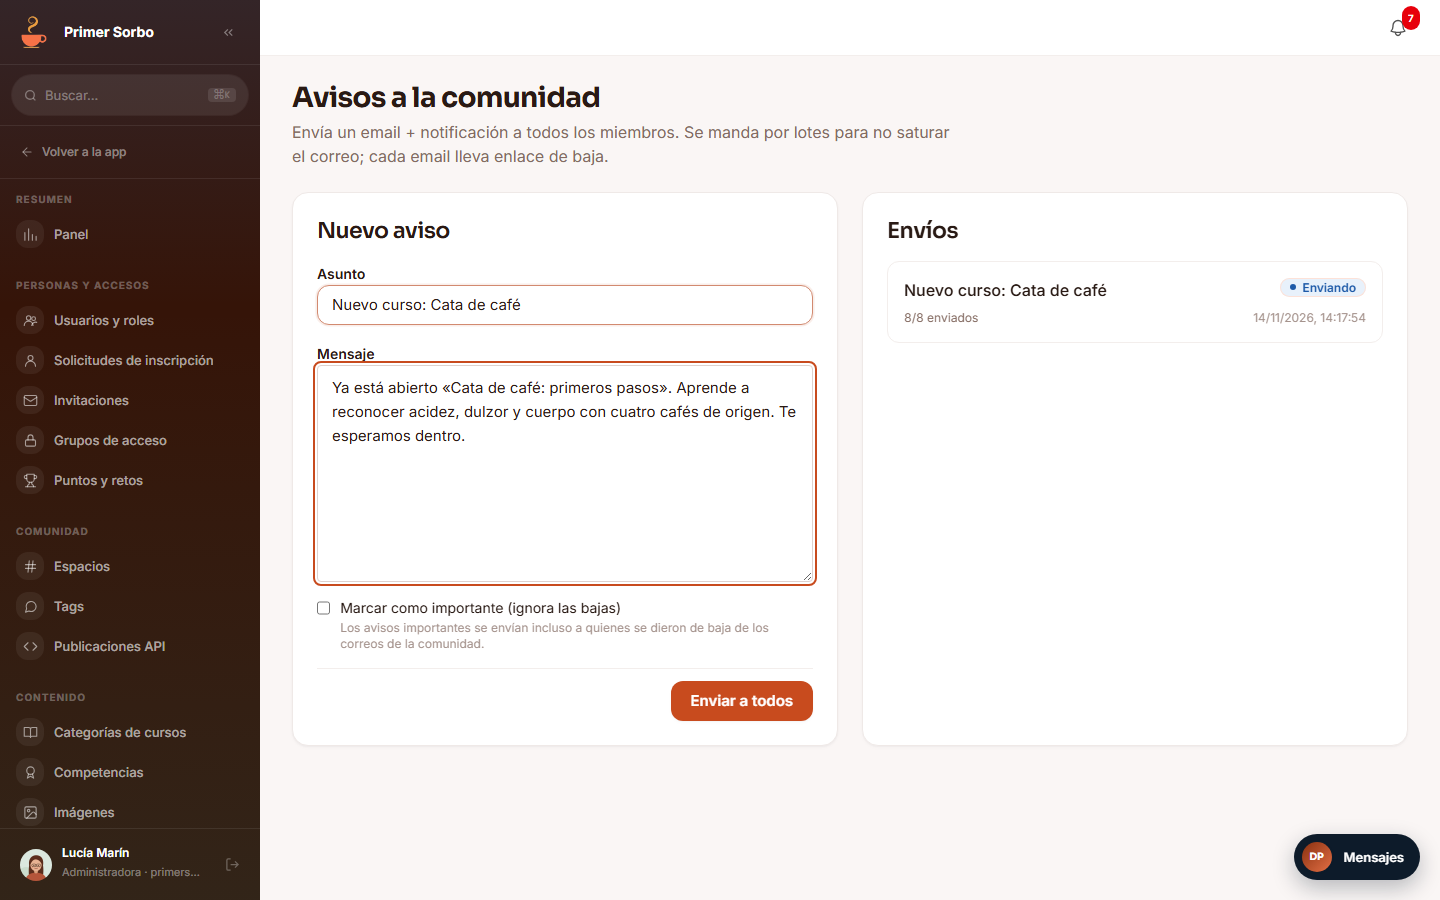 Primer Sorbo
«
7
Buscar...
⌘K
Volver a la app
RESUMEN
Panel
PERSONAS Y ACCESOS
Usuarios y roles
Solicitudes de inscripción
Invitaciones
Grupos de acceso
Puntos y retos
COMUNIDAD
Espacios
Tags
Publicaciones API
CONTENIDO
Categorías de cursos
Competencias
Imágenes
Lucía Marín
Administradora · primers...
Avisos a la comunidad
Envía un email + notificación a todos los miembros. Se manda por lotes para no saturar
el correo; cada email lleva enlace de baja.
Nuevo aviso
Asunto
Nuevo curso: Cata de café
Mensaje
Ya está abierto «Cata de café: primeros pasos». Aprende a
reconocer acidez, dulzor y cuerpo con cuatro cafés de origen. Te
esperamos dentro.
Marcar como importante (ignora las bajas)
Los avisos importantes se envían incluso a quienes se dieron de baja de los
correos de la comunidad.
Enviar a todos
Envíos
Nuevo curso: Cata de café
Enviando
8/8 enviados
14/11/2026, 14:17:54
DP
Mensajes